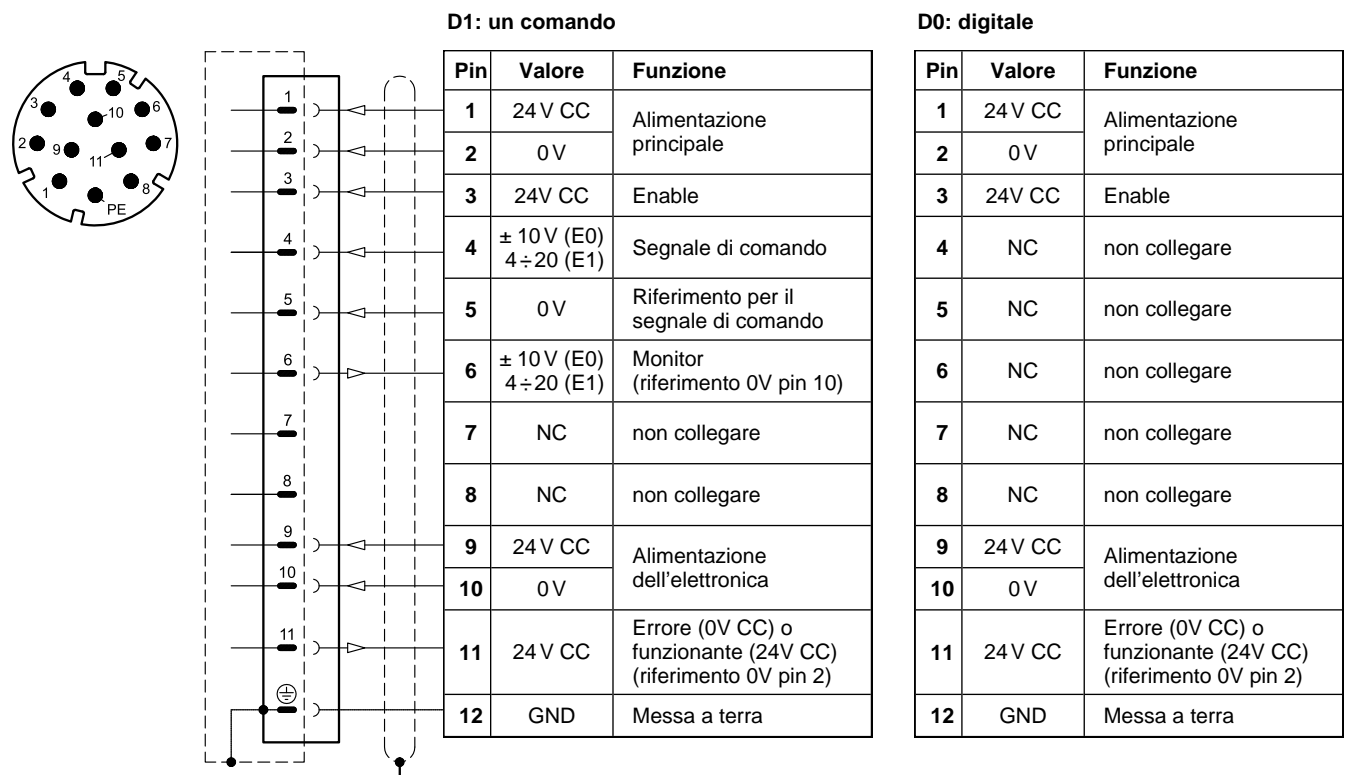 D1: un comando
D0: digitale
4
5
3
10
6
2
9
11
7
1
8
PE
1
2
3
4
5
6
7
8
9
10
11
Pin Valore Funzione
1 24 V CC Alimentazione
principale
2 0 V
3 24V CC Enable
4 ± 10 V (E0)
4÷20 (E1) Segnale di comando
5 0 V Riferimento per il
segnale di comando
6 ± 10 V (E0)
4÷20 (E1) Monitor
(riferimento 0V pin 10)
7 NC non collegare
8 NC non collegare
9 24 V CC Alimentazione
dell'elettronica
10 0 V
11 24 V CC Errore (0V CC) o
funzionante (24V CC)
(riferimento 0V pin 2)
12 GND Messa a terra
Pin Valore Funzione
1 24 V CC Alimentazione
principale
2 0 V
3 24V CC Enable
4 NC non collegare
5 NC non collegare
6 NC non collegare
7 NC non collegare
8 NC non collegare
9 24 V CC Alimentazione
dell'elettronica
10 0 V
11 24 V CC Errore (0V CC) o
funzionante (24V CC)
(riferimento 0V pin 2)
12 GND Messa a terra